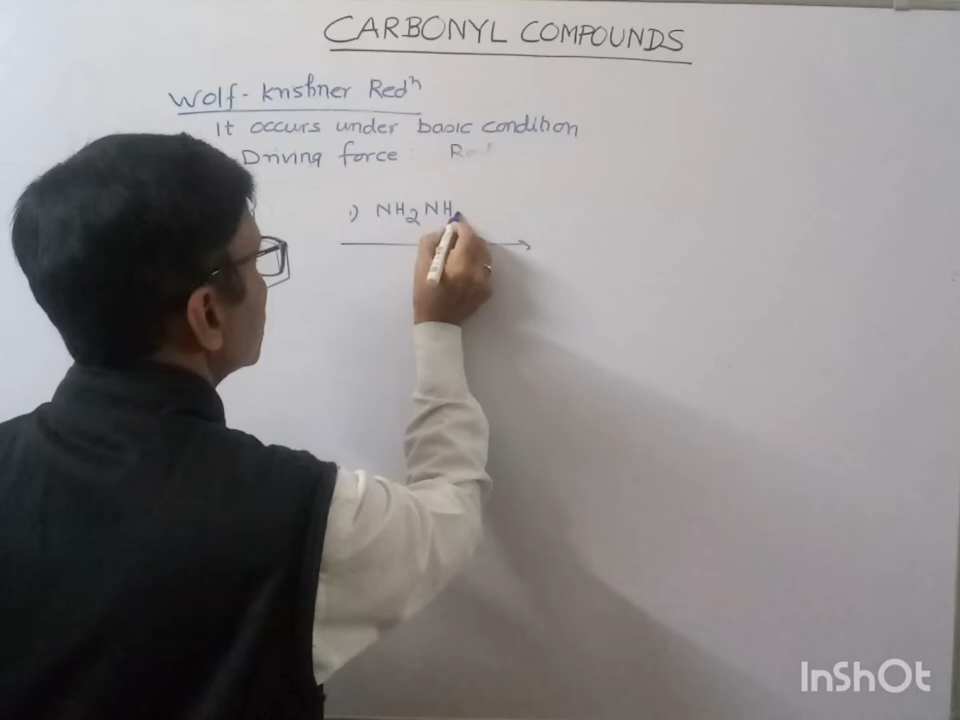 CARBONYL COMPOUNDS
Wolf-Krishner Redⁿ
It occurs under basic condition
Driving force
1) NH₂NH
InShOt